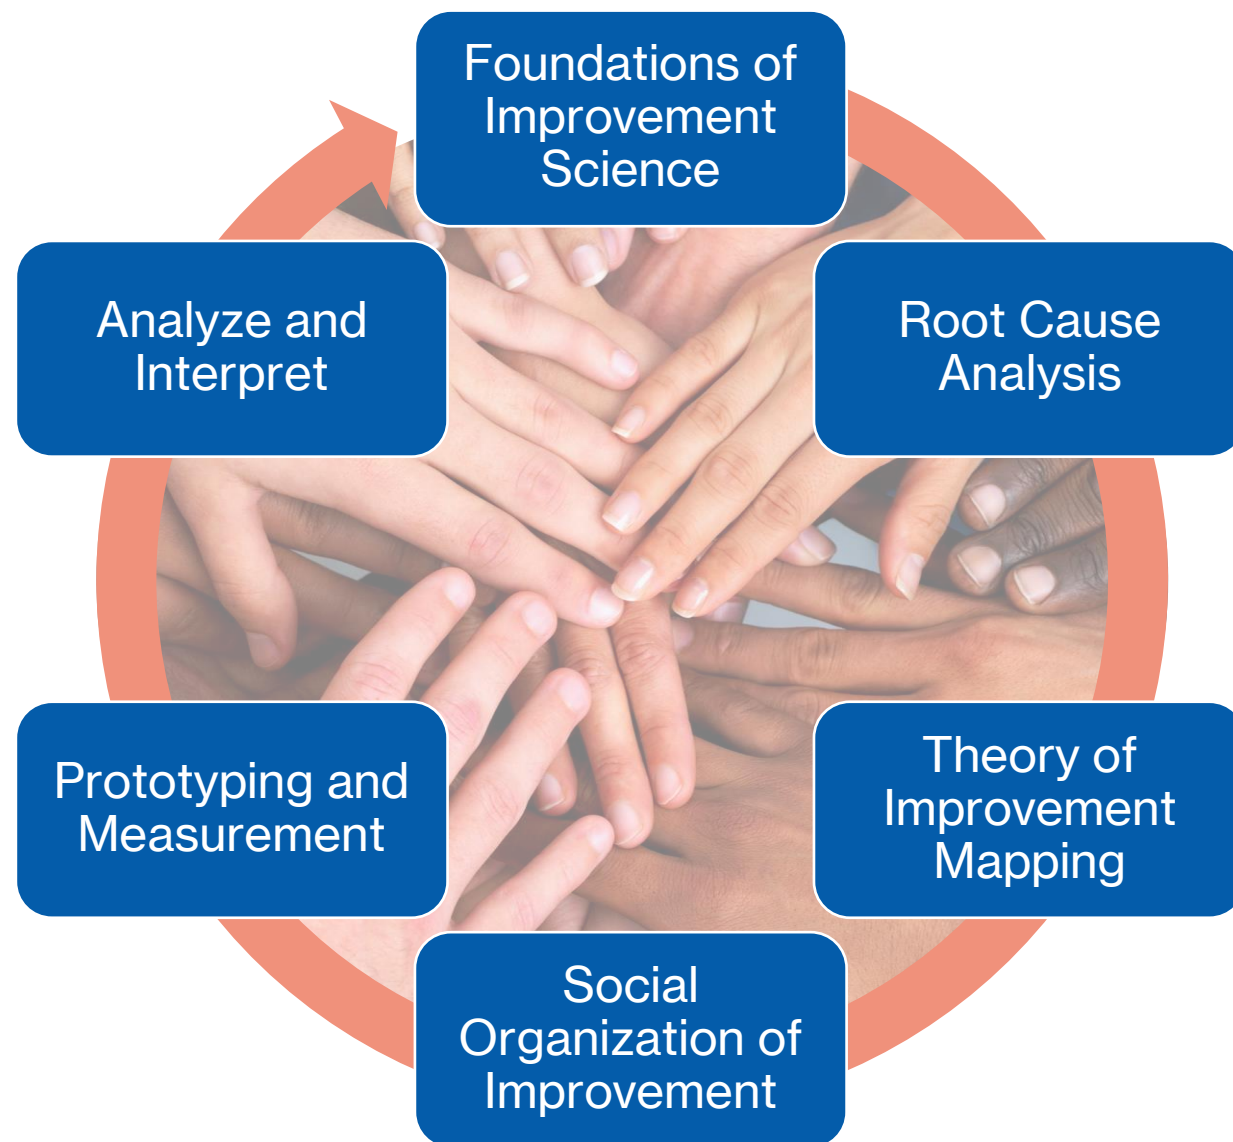 Foundations of
Improvement
Science
Root Cause
Analysis
Theory of
Improvement
Mapping
Social
Organization of
Improvement
Prototyping and
Measurement
Analyze and
Interpret